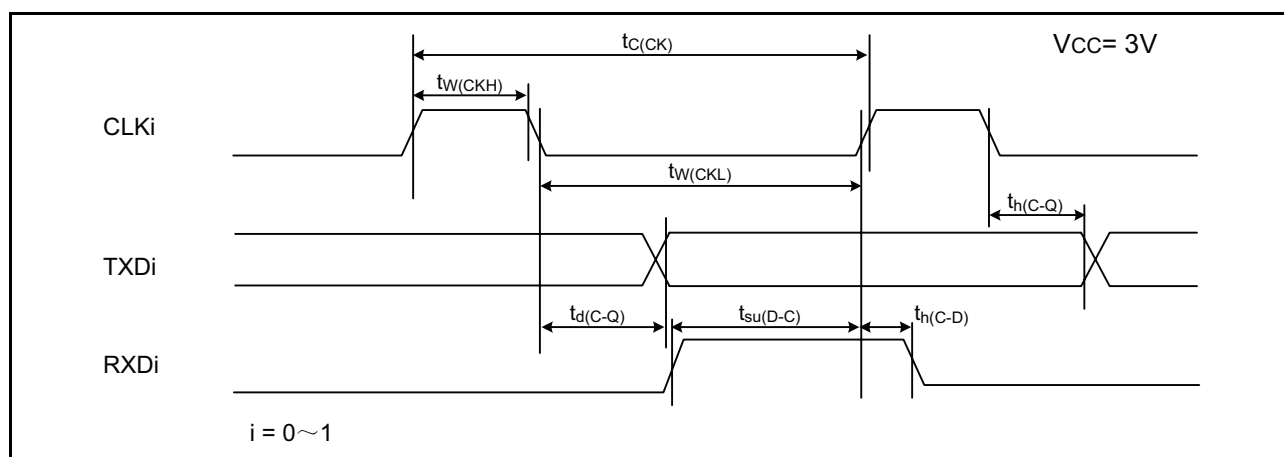 tC(CK)
VCC= 3V
tW(CKH)
CLKi
tW(CKL)
th(C-Q)
TXDi
td(C-Q)
tsu(D-C)
th(C-D)
RXDi
i = 0～1